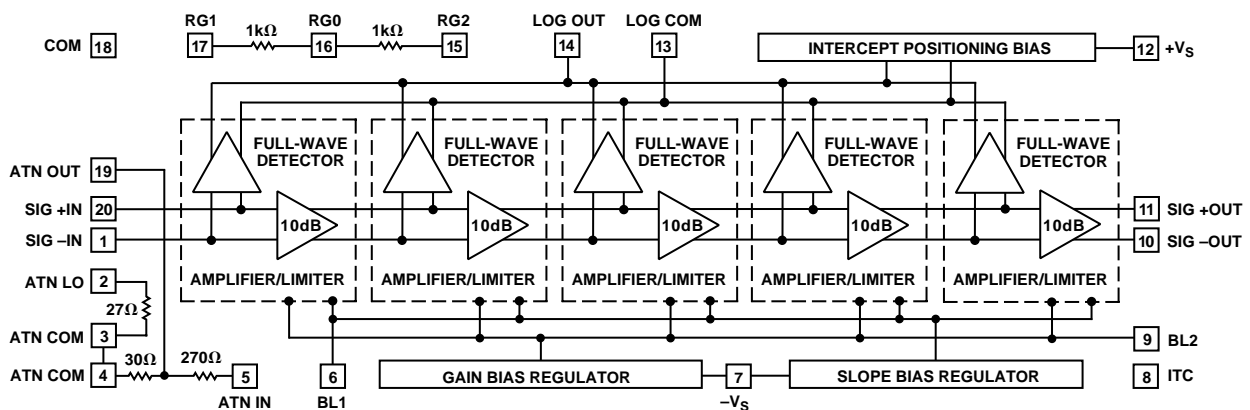 RG1 RG0 RG2 LOG OUT LOG COM
1kΩ 1kΩ
COM 18 17 16 15 14 13 INTERCEPT POSITIONING BIAS 12 +VS
FULL-WAVE DETECTOR FULL-WAVE DETECTOR FULL-WAVE DETECTOR FULL-WAVE DETECTOR FULL-WAVE DETECTOR
ATN OUT 19
SIG +IN 20 11 SIG +OUT
10dB 10dB 10dB 10dB 10dB
SIG –IN 1 10 SIG –OUT
ATN LO 2 AMPLIFIER/LIMITER AMPLIFIER/LIMITER AMPLIFIER/LIMITER AMPLIFIER/LIMITER AMPLIFIER/LIMITER
27Ω
ATN COM 3 9 BL2
30Ω 270Ω
ATN COM 4 5 6 GAIN BIAS REGULATOR 7 SLOPE BIAS REGULATOR 8 ITC
ATN IN BL1 –VS